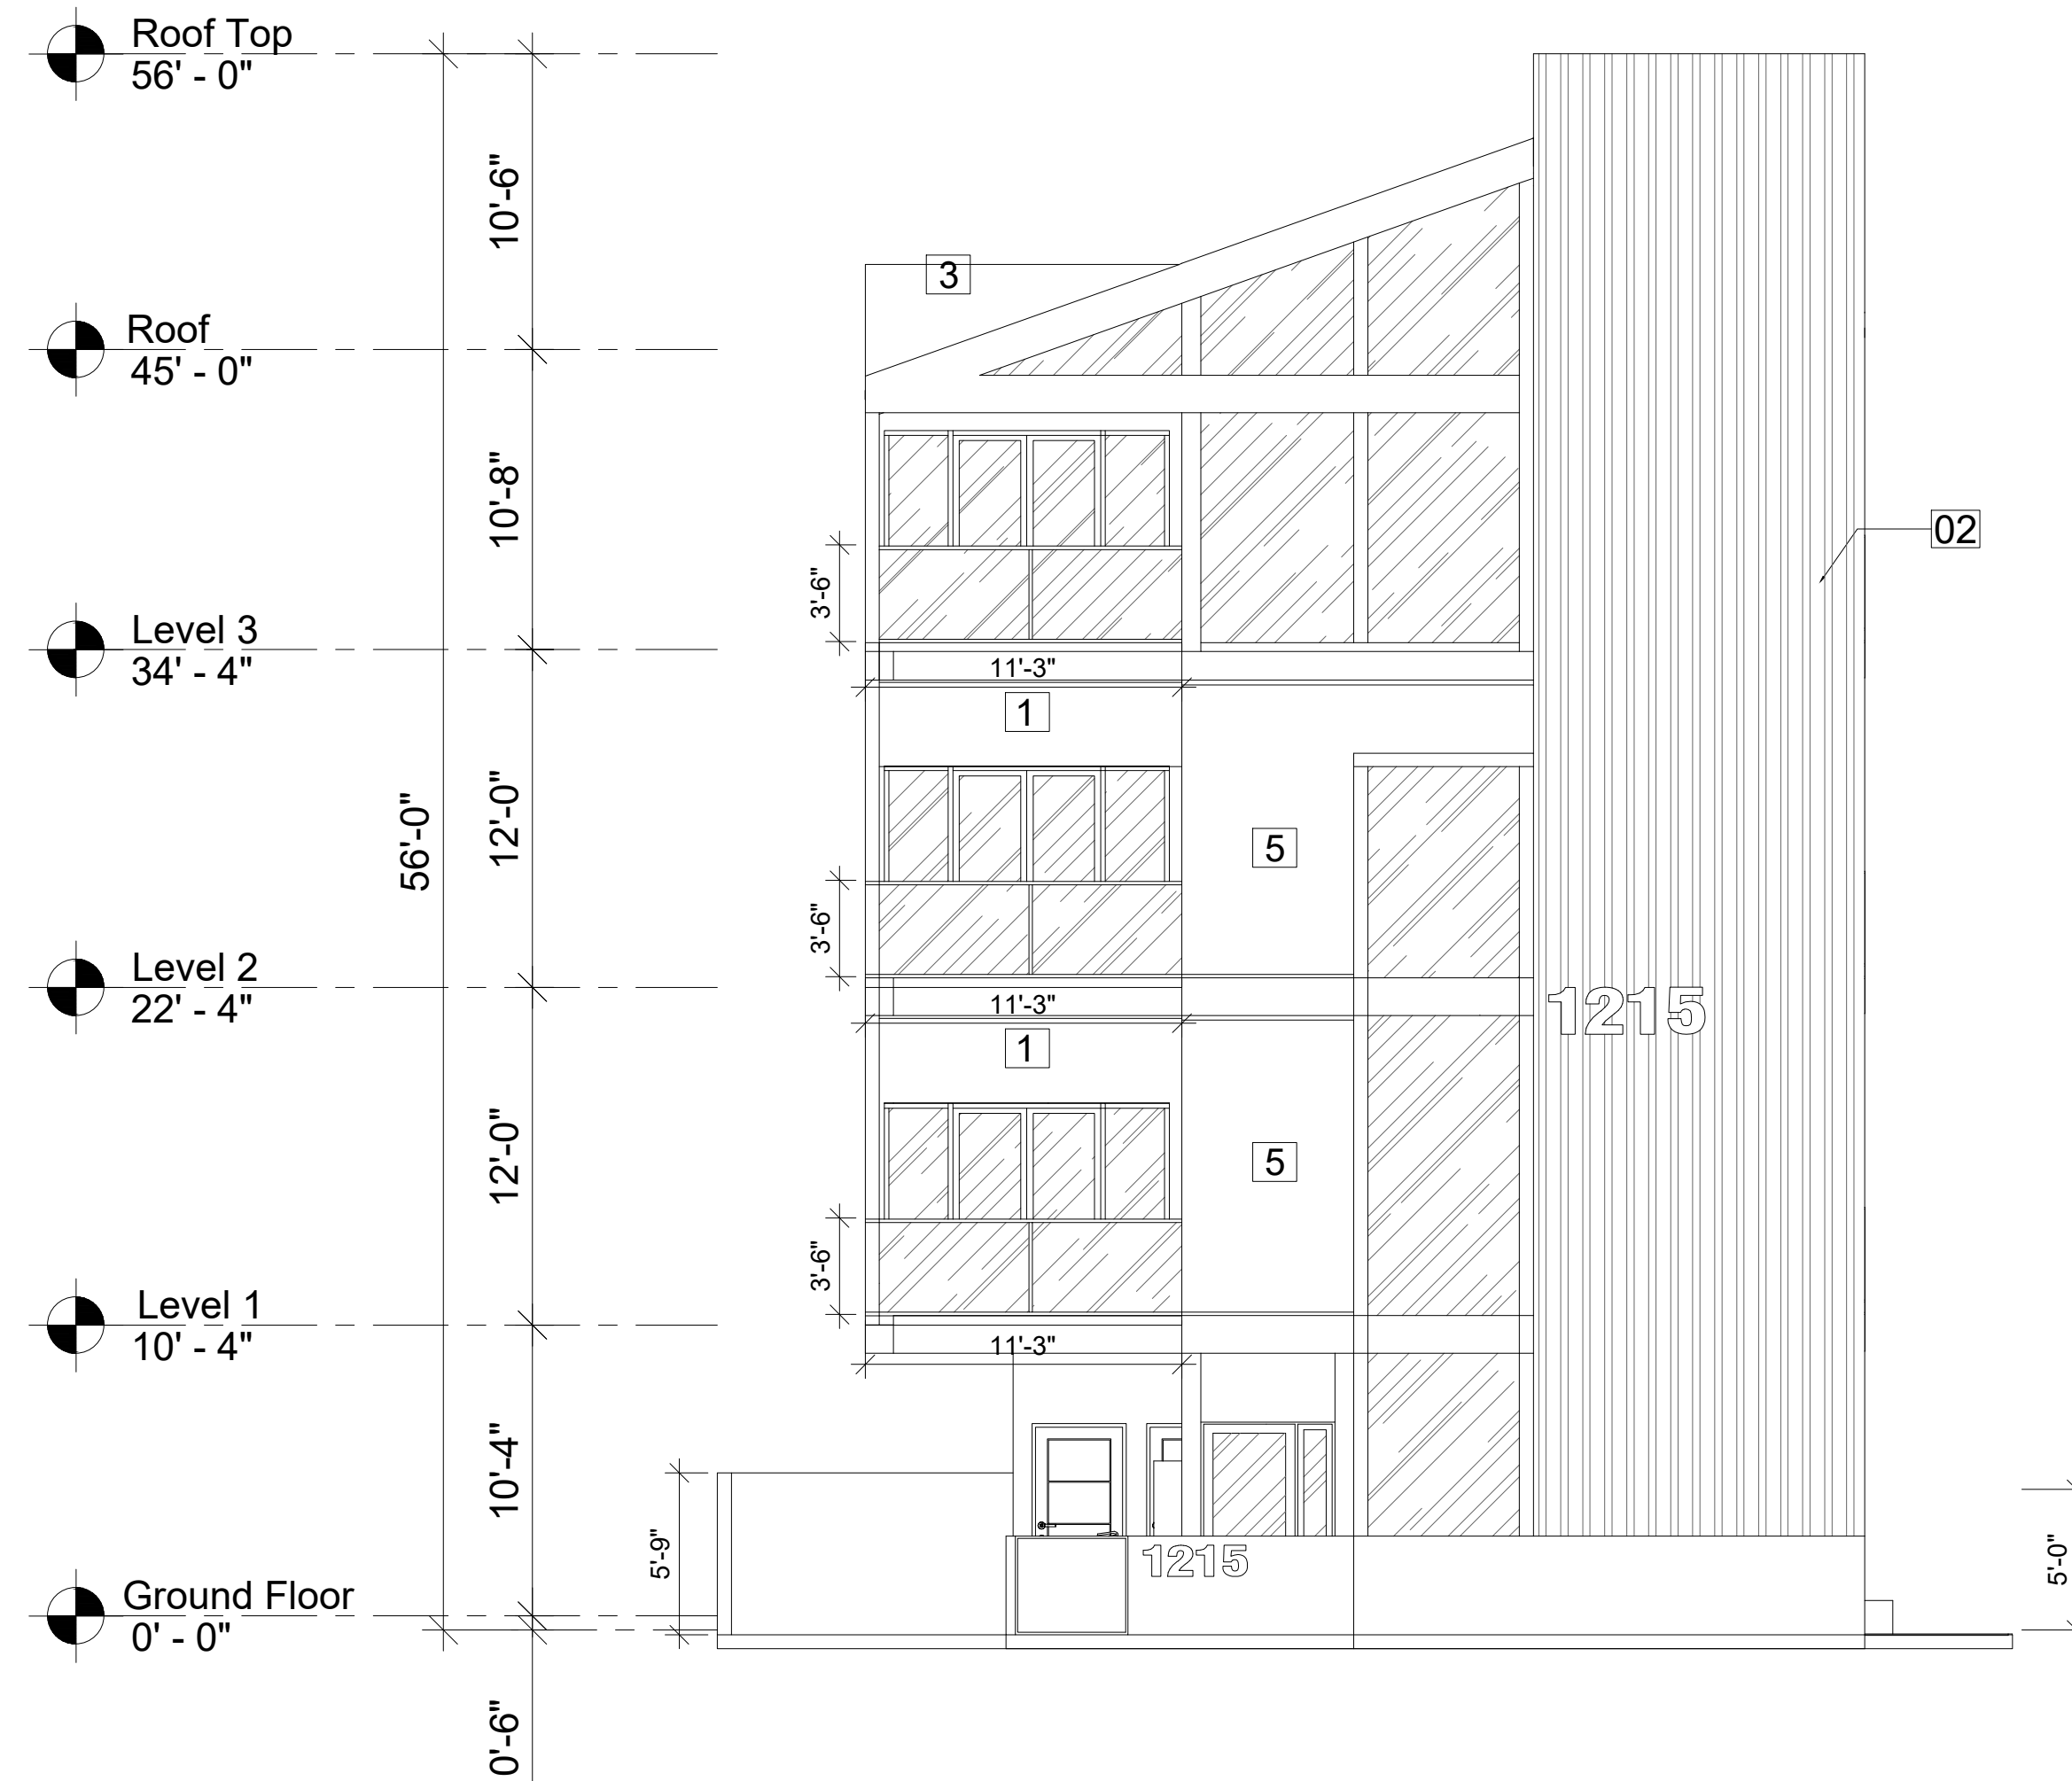 Roof Top
56' - 0"
10'-6"
3
Roof
45' - 0"
10'-8"
02
3'-6"
Level 3
34' - 4"
11'-3"
1
12'-0"
56'-0"
5
3'-6"
Level 2
22' - 4"
11'-3"
1215
1
12'-0"
5
3'-6"
Level 1
10' - 4"
11'-3"
10'-4"
5'-9"
1215
5'-0"
Ground Floor
0' - 0"
0'-6"